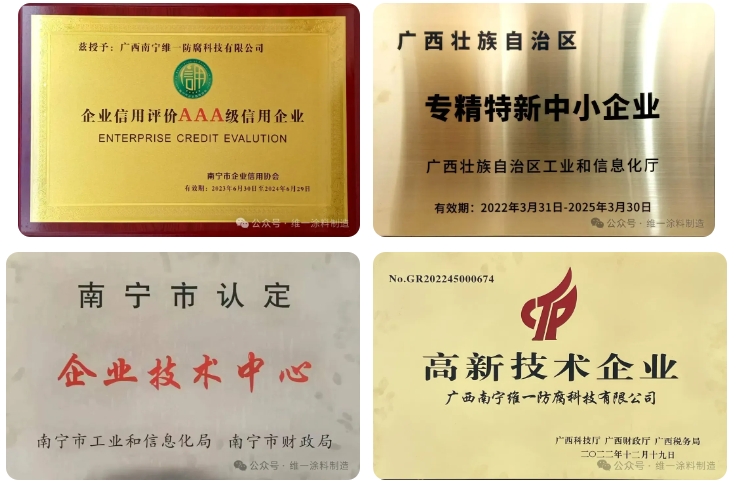 兹授予：广西南宁维一防腐科技有限公司
企业信用评价AAA级信用企业
ENTERPRISE CREDIT EVALUTION
南宁市企业信用协会
有效期：2023年6月30日至2024年6月29日
公众号 · 维一涂料制造
广西壮族自治区
专精特新中小企业
广西壮族自治区工业和信息化厅
有效期：2022年3月31日-2025年3月30日
公众号 · 维一涂料制造
南宁市认定
企业技术中心
南宁市工业和信息化局 南宁市财政局
公众号 · 维一涂料制造
No.GR202245000674
高新技术企业
广西南宁维一防腐科技有限公司
广西科技厅 广西财政厅 广西税务局
二〇二二年十二月十九日
公众号 · 维一涂料制造